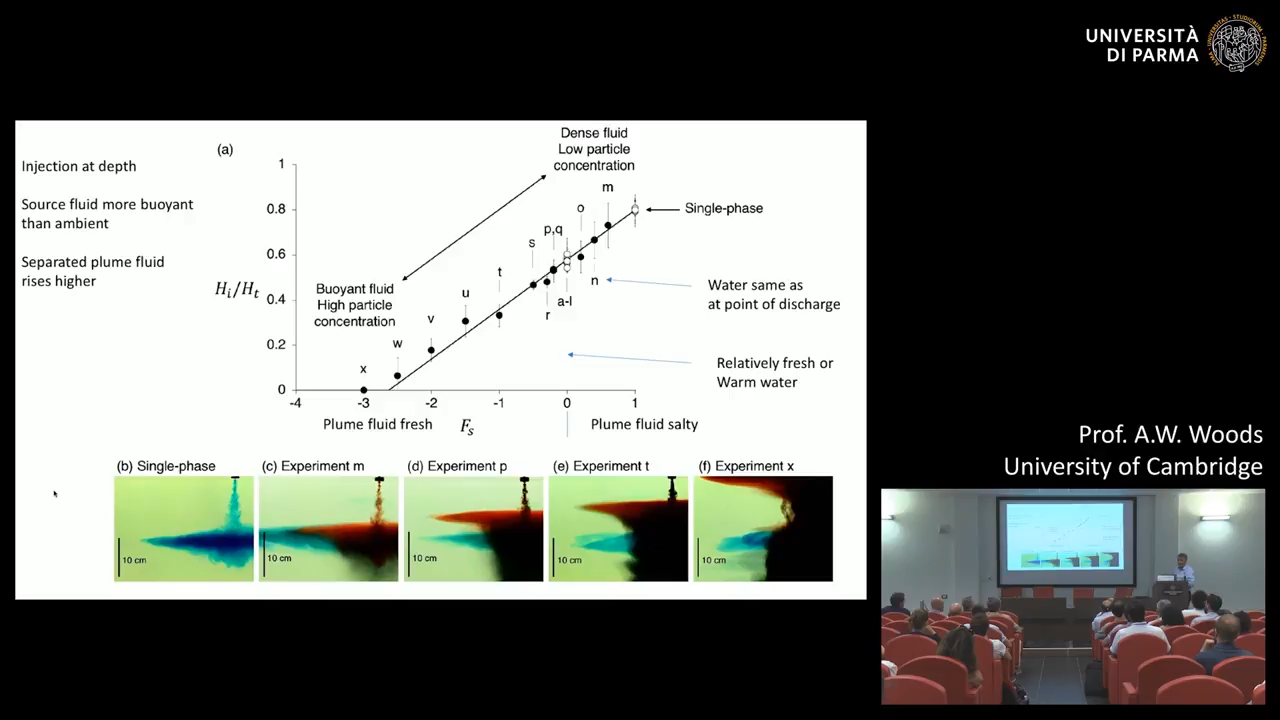 UNIVERSITÀ
DI PARMA
Injection at depth
Source fluid more buoyant
than ambient
Separated plume fluid
rises higher
(a)
Dense fluid
Low particle
concentration
1
0.8
0.6
0.4
0.2
0
H_i/H_t
Buoyant fluid
High particle
concentration
x
w
v
u
t
s
r
p,q
a-l
o
n
m
Single-phase
Water same as
at point of discharge
Relatively fresh or
Warm water
-4 -3 -2 -1 0 1
Plume fluid fresh F_s Plume fluid salty
(b) Single-phase (c) Experiment m (d) Experiment p (e) Experiment t (f) Experiment x
10 cm 10 cm 10 cm 10 cm 10 cm
Prof. A.W. Woods
University of Cambridge